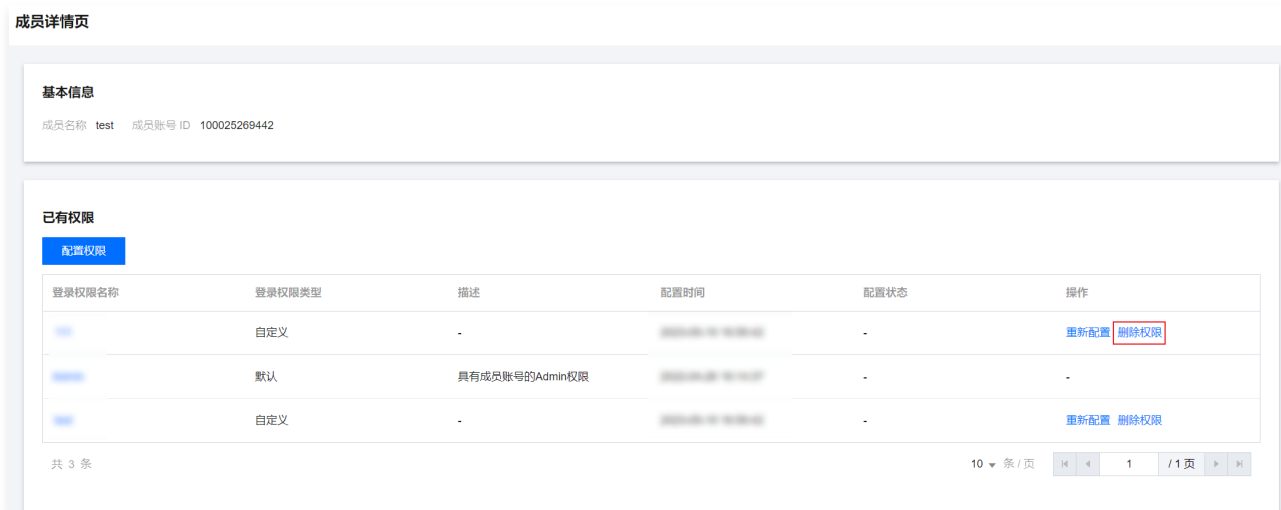 成员详情页
基本信息
成员名称 test 成员账号 ID 100025269442
已有权限
配置权限
登录权限名称 登录权限类型 描述 配置时间 配置状态 操作
自定义 - - 重新配置 删除权限
默认 具有成员账号的Admin权限 - -
自定义 - - 重新配置 删除权限
共 3 条 10 条 / 页 1 / 1 页